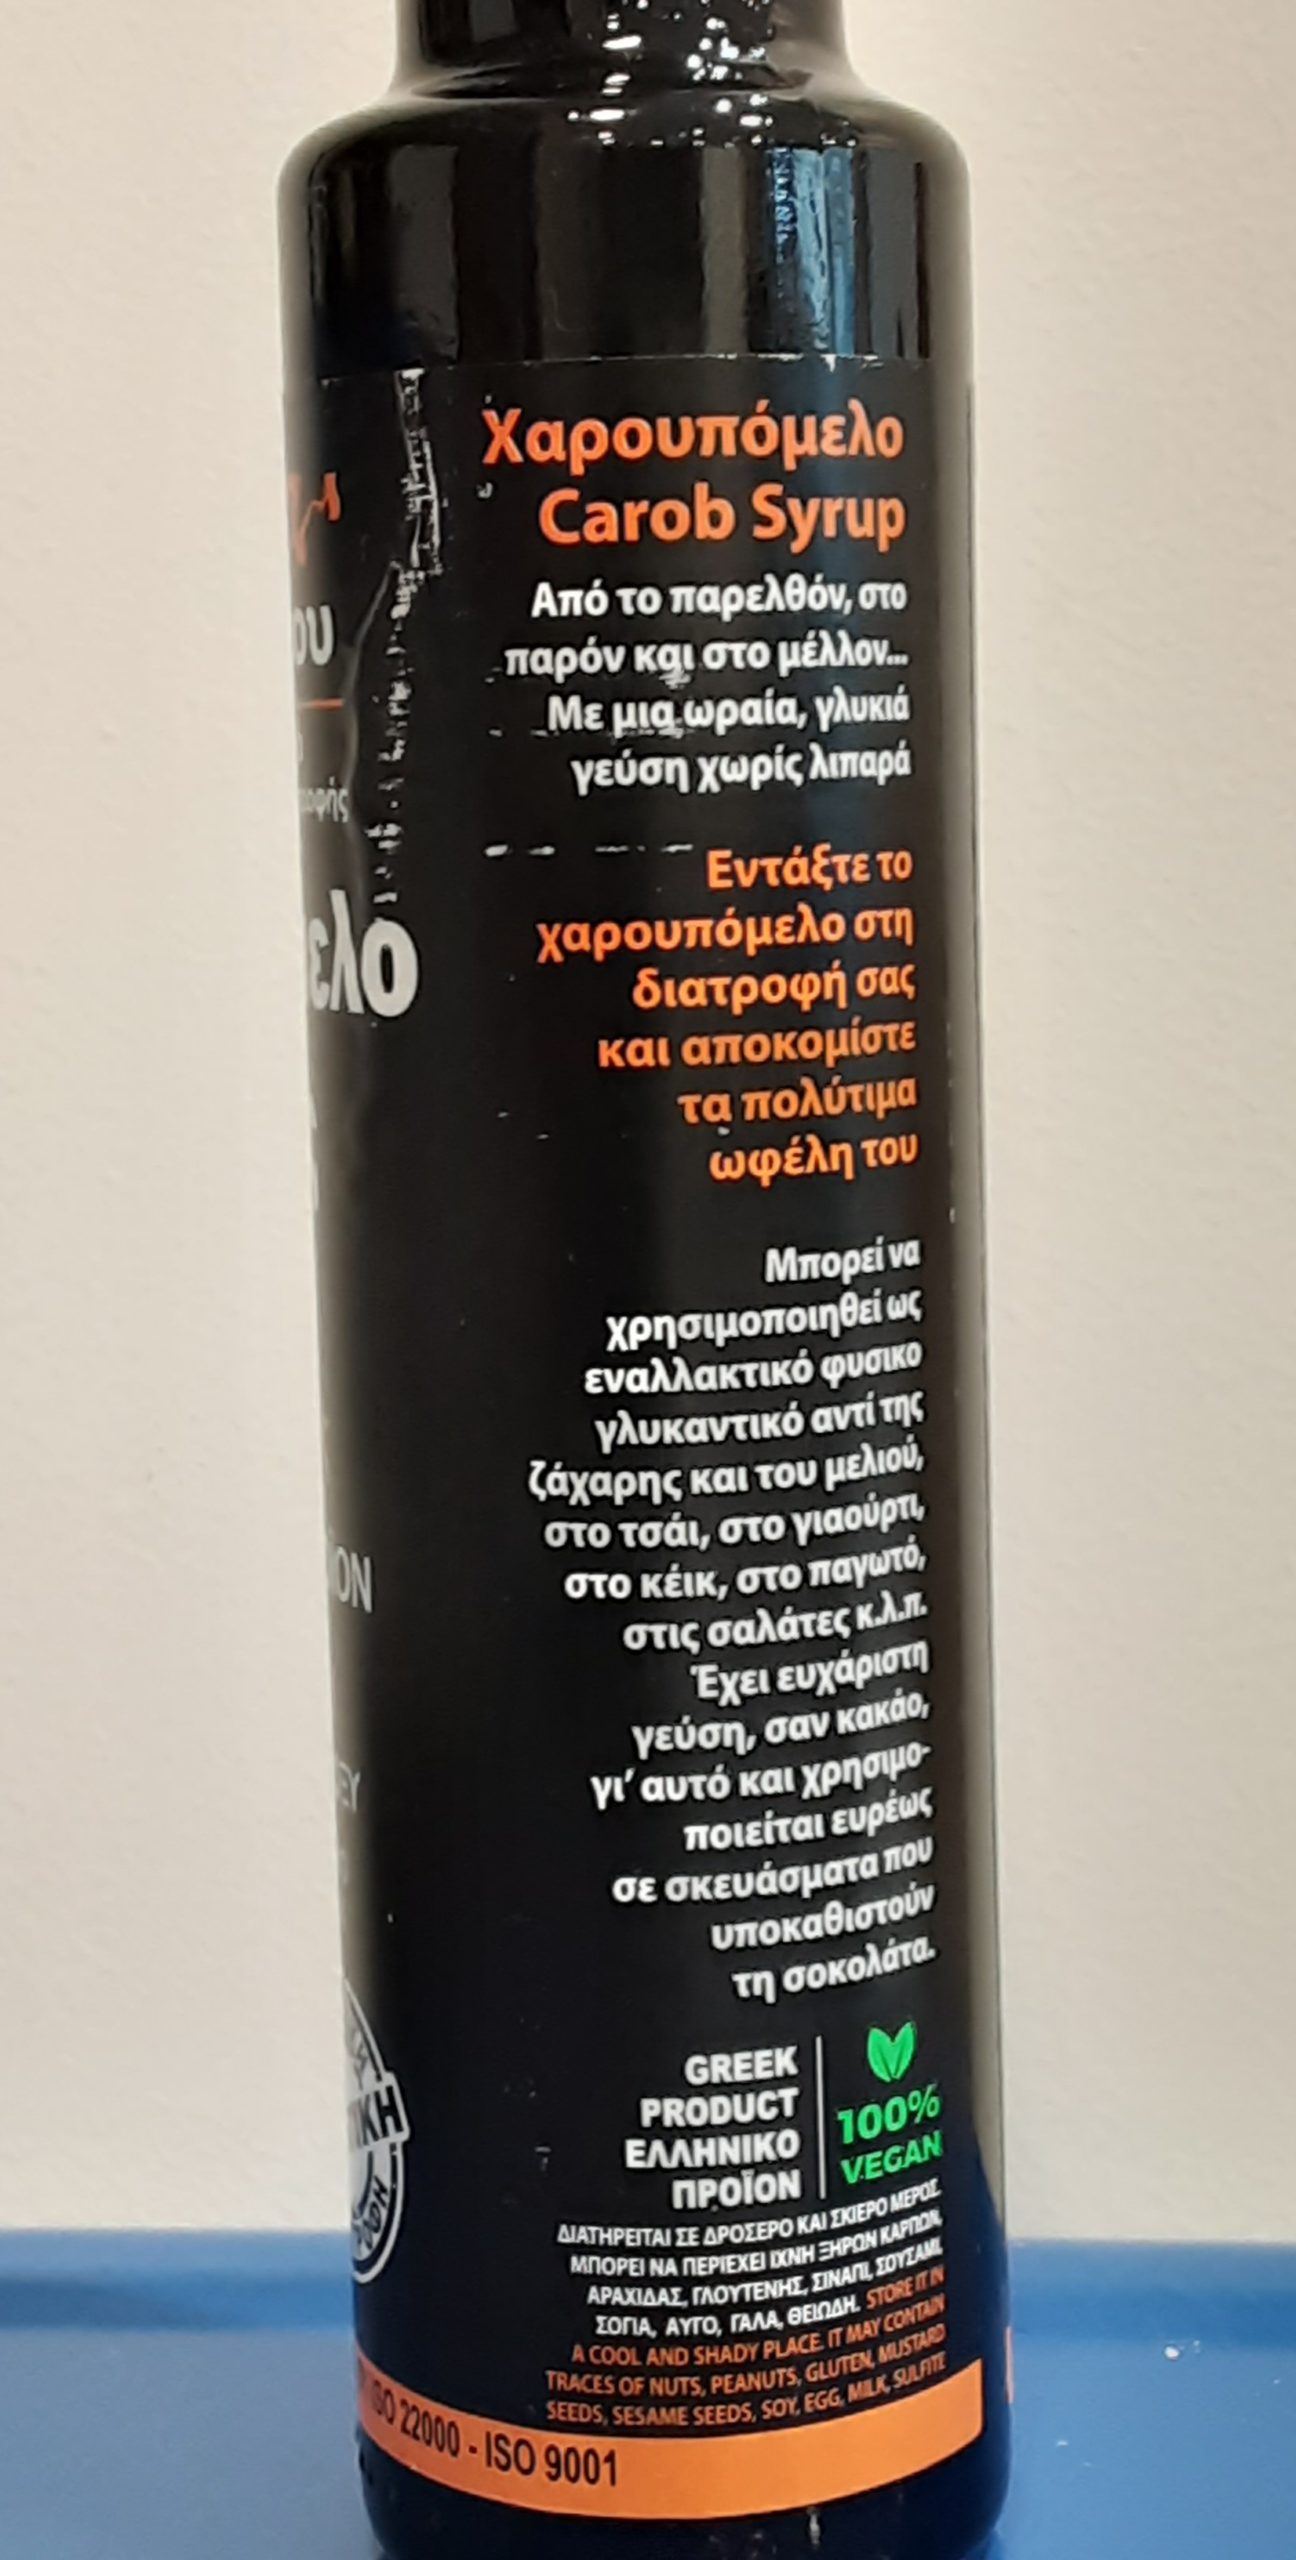 Χαρουπόμελο
Carob Syrup
Από το παρελθόν, στο
παρόν και στο μέλλον...
Με μια ωραία, γλυκιά
γεύση χωρίς λιπαρά
Εντάξτε το
χαρουπόμελο στη
διατροφή σας
και αποκομίστε
τα πολύτιμα
ωφέλη του
Μπορεί να
χρησιμοποιηθεί ως
εναλλακτικό φυσικο
γλυκαντικό αντί της
ζάχαρης και του μελιού,
στο τσάι, στο γιαούρτι,
στο κέικ, στο παγωτό,
στις σαλάτες κ.λ.π.
Έχει ευχάριστη
γεύση, σαν κακάο,
γι' αυτό και χρησιμο-
ποιείται ευρέως
σε σκευάσματα που
υποκαθιστούν
τη σοκολάτα.
GREEK
PRODUCT
ΕΛΛΗΝΙΚΟ
ΠΡΟΪΟΝ
100%
VEGAN
ΔΙΑΤΗΡΕΙΤΑΙ ΣΕ ΔΡΟΣΕΡΟ ΚΑΙ ΣΚΙΕΡΟ ΜΕΡΟΣ.
ΜΠΟΡΕΙ ΝΑ ΠΕΡΙΕΧΕΙ ΙΧΝΗ ΞΗΡΩΝ ΚΑΡΠΩΝ,
ΑΡΑΧΙΔΑΣ, ΓΛΟΥΤΕΝΗΣ, ΣΙΝΑΠΙ, ΣΟΥΣΑΜΙ,
ΣΟΓΙΑ, ΑΥΓΟ, ΓΑΛΑ, ΘΕΙΩΔΗ. STORE IT IN
A COOL AND SHADY PLACE. IT MAY CONTAIN
TRACES OF NUTS, PEANUTS, GLUTEN, MUSTARD
SEEDS, SESAME SEEDS, SOY, EGG, MILK, SULFITE
ISO 22000 - ISO 9001